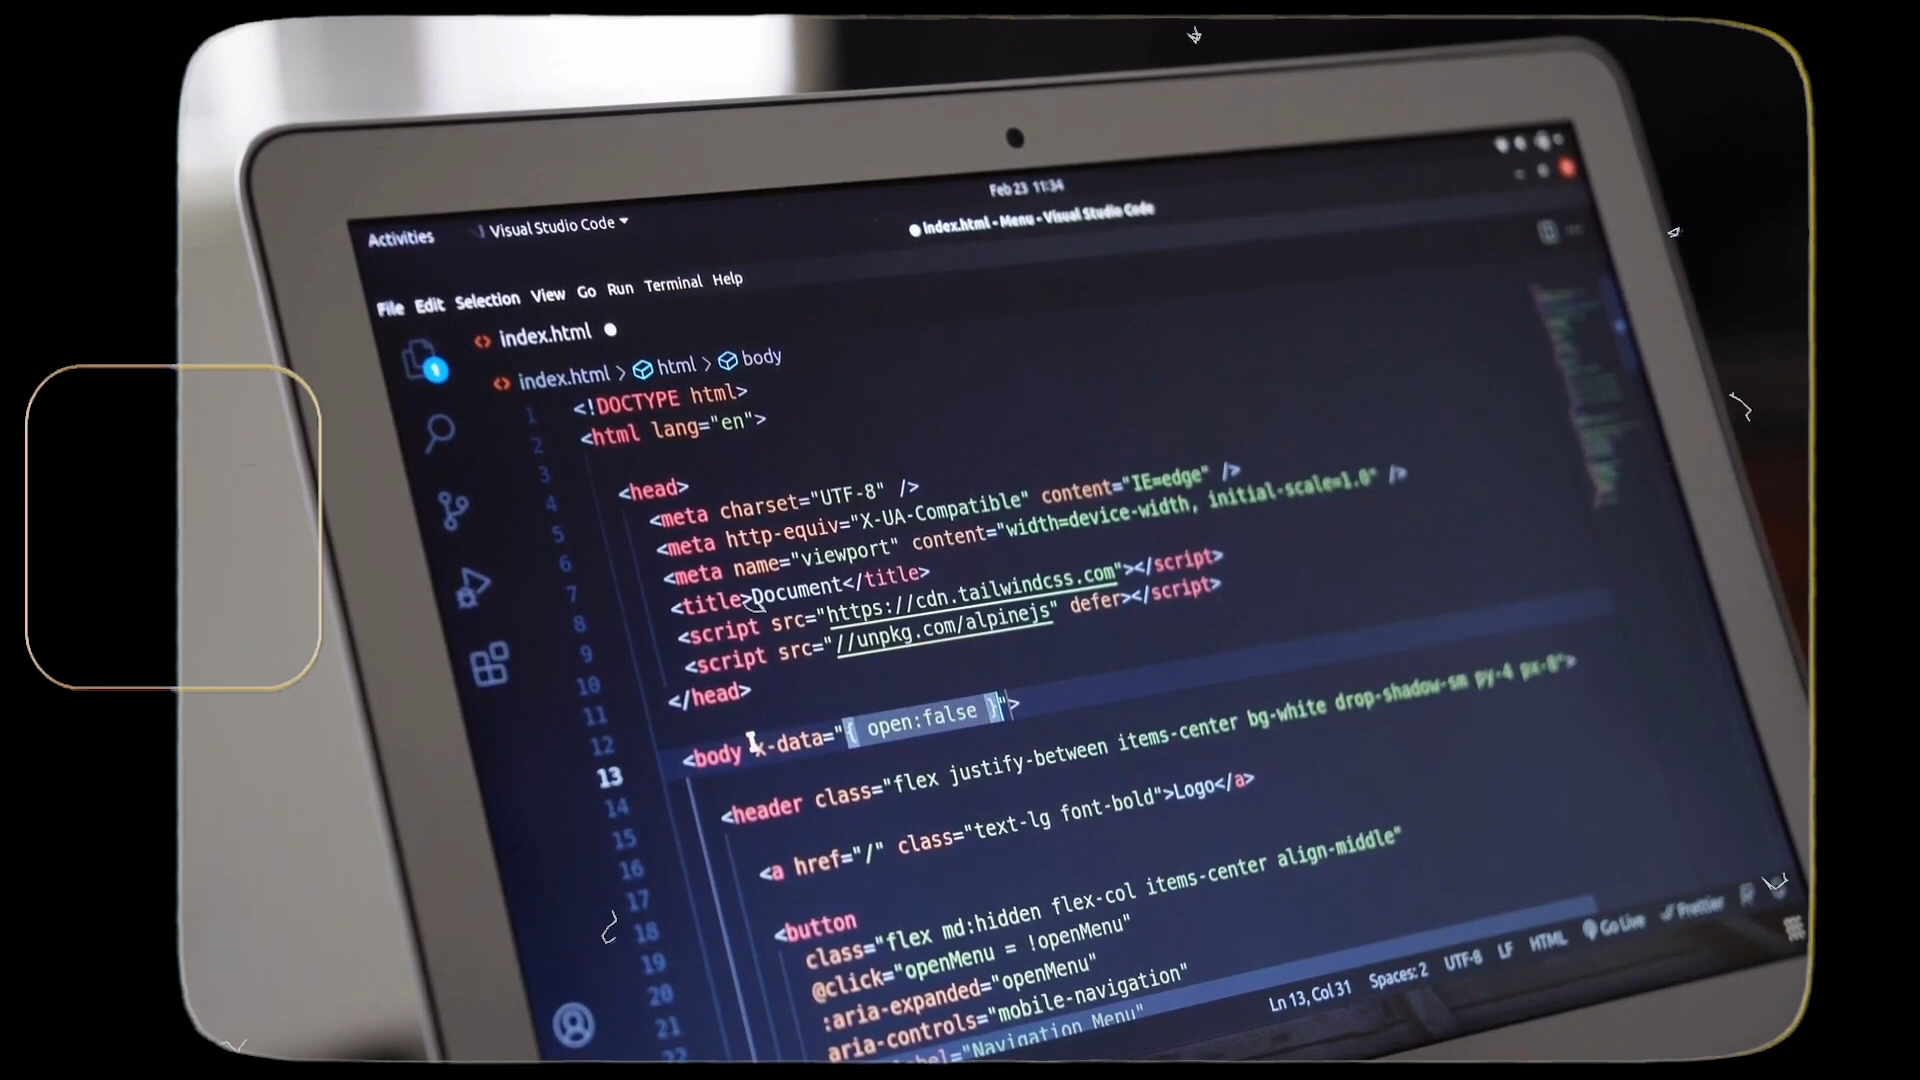 Feb 23 11:34
Activities Visual Studio Code
index.html - Menu - Visual Studio Code
File Edit Selection View Go Run Terminal Help
index.html
1
index.html > html > body
1 <!DOCTYPE html>
2 <html lang="en">
3
4 <head>
5 <meta charset="UTF-8" />
6 <meta http-equiv="X-UA-Compatible" content="IE=edge" />
7 <meta name="viewport" content="width=device-width, initial-scale=1.0" />
8 <title>Document</title>
9 <script src="https://cdn.tailwindcss.com"></script>
10 <script src="//unpkg.com/alpinejs" defer></script>
11 </head>
12
13 <body x-data="{ open:false }">
14
15 <header class="flex justify-between items-center bg-white drop-shadow-sm py-4 px-8">
16
17 <a href="/" class="text-lg font-bold">Logo</a>
18
19 <button
20 class="flex md:hidden flex-col items-center align-middle"
21 @click="openMenu = !openMenu"
22 :aria-expanded="openMenu"
aria-controls="mobile-navigation"
label="Navigation Menu"
Ln 13, Col 31 Spaces: 2 UTF-8 LF HTML Go Live Prettier